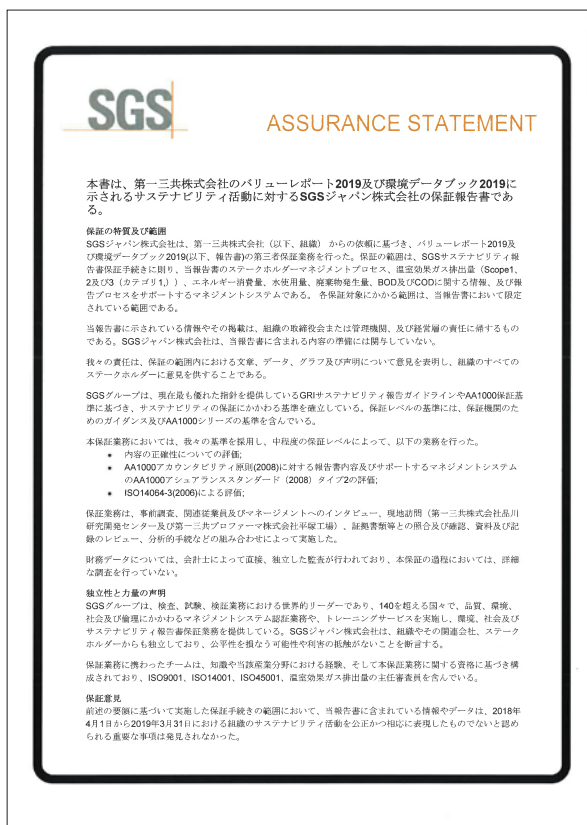 SGS
ASSURANCE STATEMENT
本書は、第一三共株式会社のバリューレポート2019及び環境データブック2019に
示されるサステナビリティ活動に対するSGSジャパン株式会社の保証報告書であ
る。
保証の特質及び範囲
SGSジャパン株式会社は、第一三共株式会社（以下、組織） からの依頼に基づき、バリューレポート2019及
び環境データブック2019(以下、報告書)の第三者保証業務を行った。保証の範囲は、SGSサステナビリティ報
告書保証手続きに則り、当報告書のステークホルダーマネジメントプロセス、温室効果ガス排出量（Scope1、
2及び3（カテゴリ1,））、エネルギー消費量、水使用量、廃棄物発生量、BOD及びCODに関する情報、及び報
告プロセスをサポートするマネジメントシステムである。 各保証対象にかかる範囲は、当報告書において限定
されている範囲である。
当報告書に示されている情報やその掲載は、組織の取締役会または管理機関、及び経営層の責任に帰するもの
である。SGSジャパン株式会社は、当報告書に含まれる内容の準備には関与していない。
我々の責任は、保証の範囲内における文章、データ、グラフ及び声明について意見を表明し、組織のすべての
ステークホルダーに意見を供することである。
SGSグループは、現在最も優れた指針を提供しているGRIサステナビリティ報告ガイドラインやAA1000保証基
準に基づき、サステナビリティの保証にかかわる基準を確立している。保証レベルの基準には、保証機関のた
めのガイダンス及びAA1000シリーズの基準を含んでいる。
本保証業務においては、我々の基準を採用し、中程度の保証レベルによって、以下の業務を行った。
• 内容の正確性についての評価;
• AA1000アカウンタビリティ原則(2008)に対する報告書内容及びサポートするマネジメントシステム
のAA1000アシュアランススタンダード（2008）タイプ2の評価;
• ISO14064-3(2006)による評価;
保証業務は、事前調査、関連従業員及びマネージメントへのインタビュー、現地訪問（第一三共株式会社品川
研究開発センター及び第一三共プロファーマ株式会社平塚工場）、証拠書類等との照合及び確認、資料及び記
録のレビュー、分析的手続などの組み合わせによって実施した。
財務データについては、会計士によって直接、独立した監査が行われており、本保証の過程においては、詳細
な調査を行っていない。
独立性と力量の声明
SGSグループは、検査、試験、検証業務における世界的リーダーであり、140を超える国々で、品質、環境、
社会及び倫理にかかわるマネジメントシステム認証業務や、トレーニングサービスを実施し、環境、社会及び
サステナビリティ報告書保証業務を提供している。SGSジャパン株式会社は、組織やその関連会社、ステーク
ホルダーからも独立しており、公平性を損なう可能性や利害の抵触がないことを断言する。
保証業務に携わったチームは、知識や当該産業分野における経験、そして本保証業務に関する資格に基づき構
成されており、ISO9001、ISO14001、ISO45001、温室効果ガス排出量の主任審査員を含んでいる。
保証意見
前述の要領に基づいて実施した保証手続きの範囲において、当報告書に含まれている情報やデータは、2018年
4月1日から2019年3月31日における組織のサステナビリティ活動を公正かつ相応に表現したものでないと認め
られる重要な事項は発見されなかった。